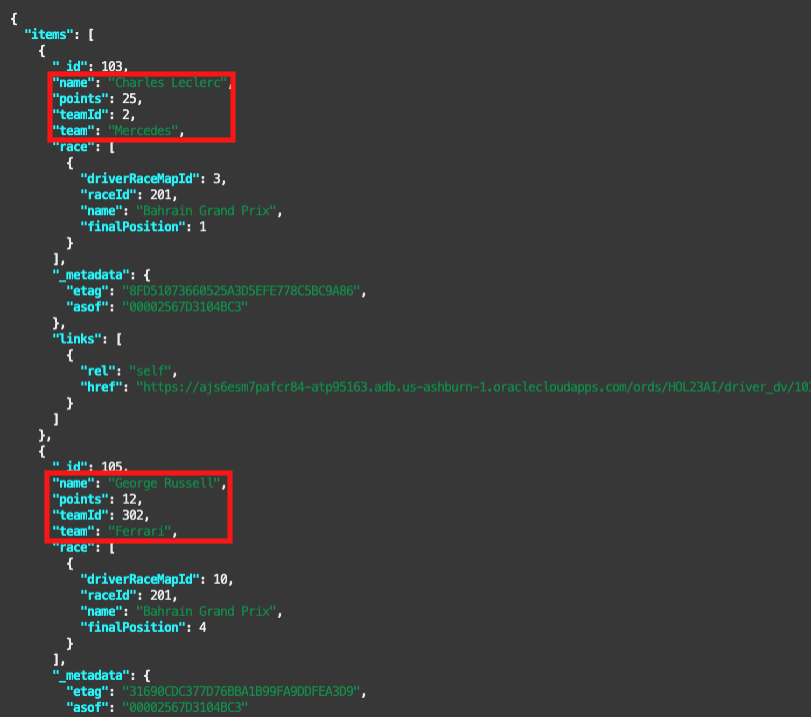 {
"items": [
{
"_id": 103,
"name": "Charles Leclerc",
"points": 25,
"teamId": 2,
"team": "Mercedes",
"race": [
{
"driverRaceMapId": 3,
"raceId": 201,
"name": "Bahrain Grand Prix",
"finalPosition": 1
}
],
"_metadata": {
"etag": "8FD51073660525A3D5EFE778C5BC9A86",
"asof": "00002567D3104BC3"
},
"links": [
{
"rel": "self",
"href": "https://ajs6esm7pafcr84-atp95163.adb.us-ashburn-1.oraclecloudapps.com/ords/HOL23AI/driver_dv/103
}
]
},
{
"_id": 105,
"name": "George Russell",
"points": 12,
"teamId": 302,
"team": "Ferrari",
"race": [
{
"driverRaceMapId": 10,
"raceId": 201,
"name": "Bahrain Grand Prix",
"finalPosition": 4
}
],
"_metadata": {
"etag": "31690CDC377D76BBA1B99FA9DDFEA3D9",
"asof": "00002567D3104BC3"